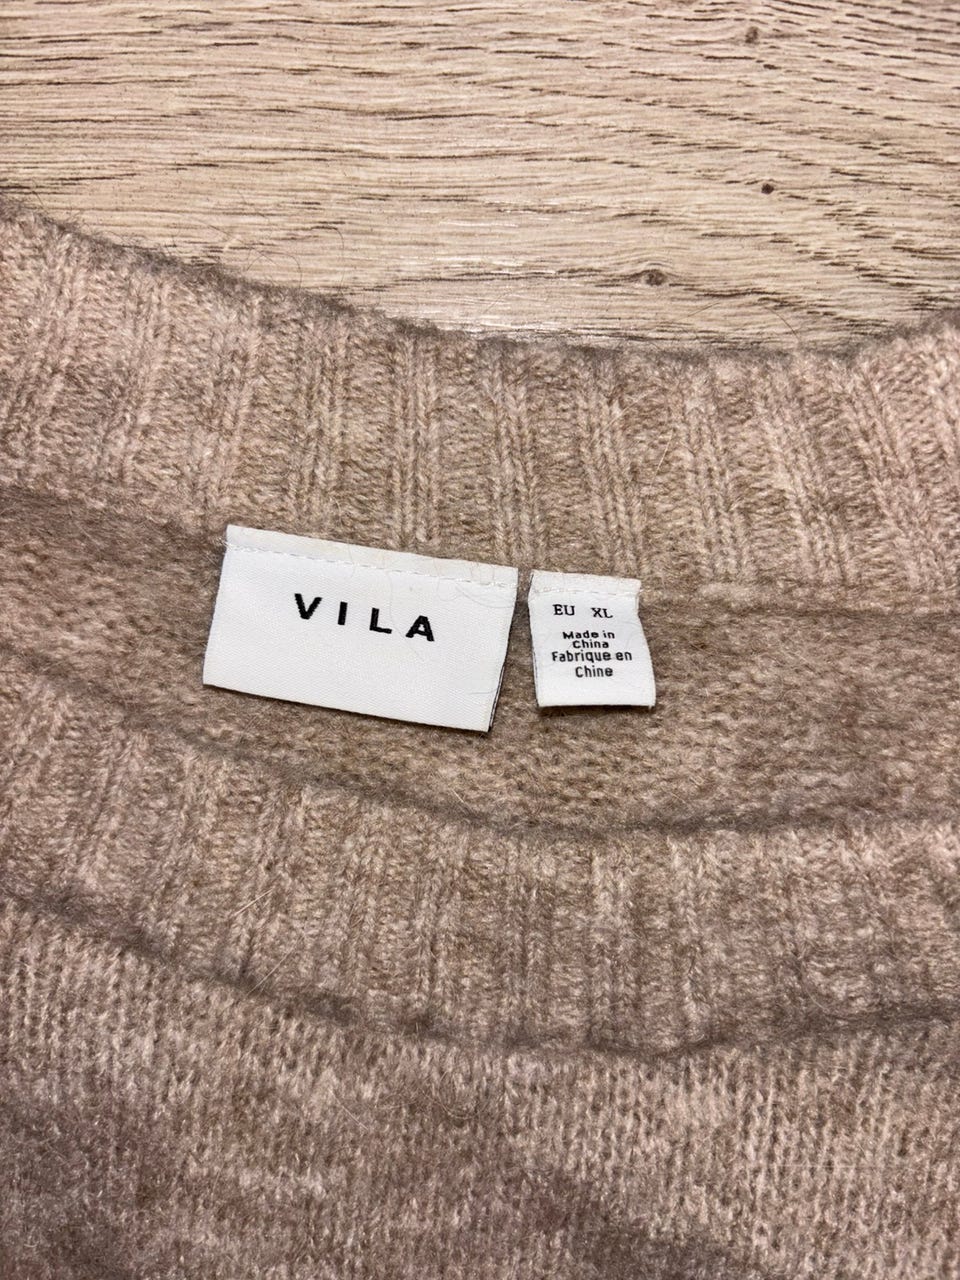 VILA
EU XL
Made in
China
Fabrique en
Chine